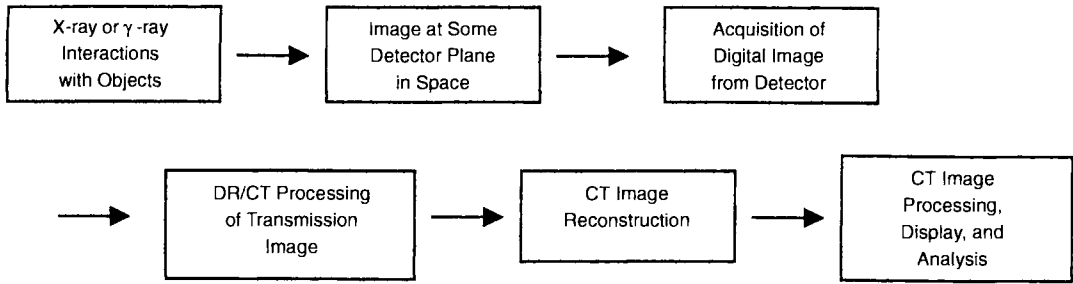 X-ray or γ-ray
Interactions
with Objects
Image at Some
Detector Plane
in Space
Acquisition of
Digital Image
from Detector
DR/CT Processing
of Transmission
Image
CT Image
Reconstruction
CT Image
Processing,
Display, and
Analysis